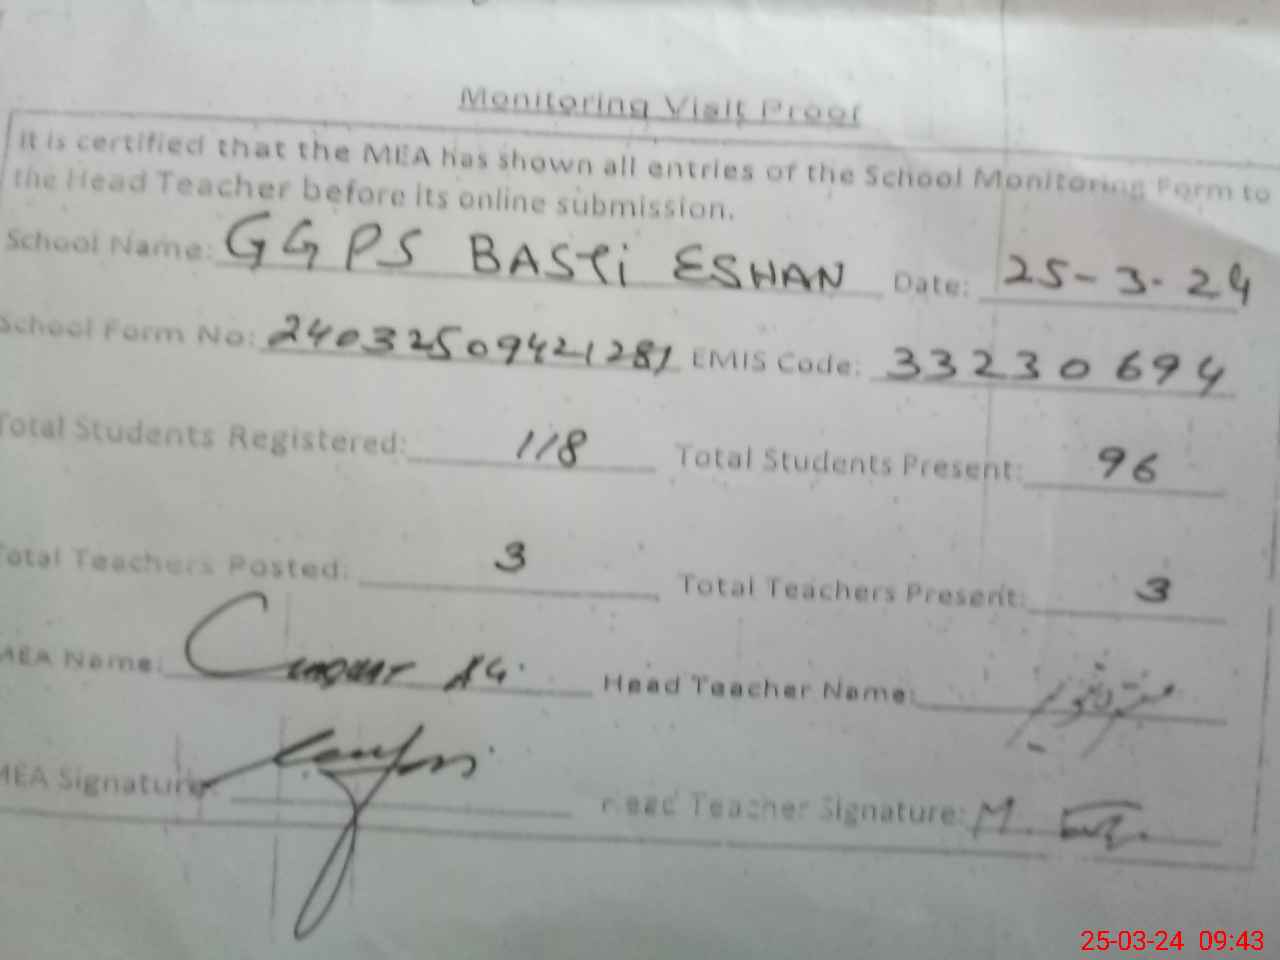 Monitoring Visit Proof
It is certified that the MEA has shown all entries of the School Monitoring Form to
the Head Teacher before its online submission.
School Name: GGPS BASTi ESHAN Date: 25-3-24
School Form No: 24032509421281 EMIS Code: 33230694
Total Students Registered: 118 Total Students Present: 96
Total Teachers Posted: 3 Total Teachers Present: 3
MEA Name: Head Teacher Name:
MEA Signature: Head Teacher Signature: M.
25-03-24 09:43